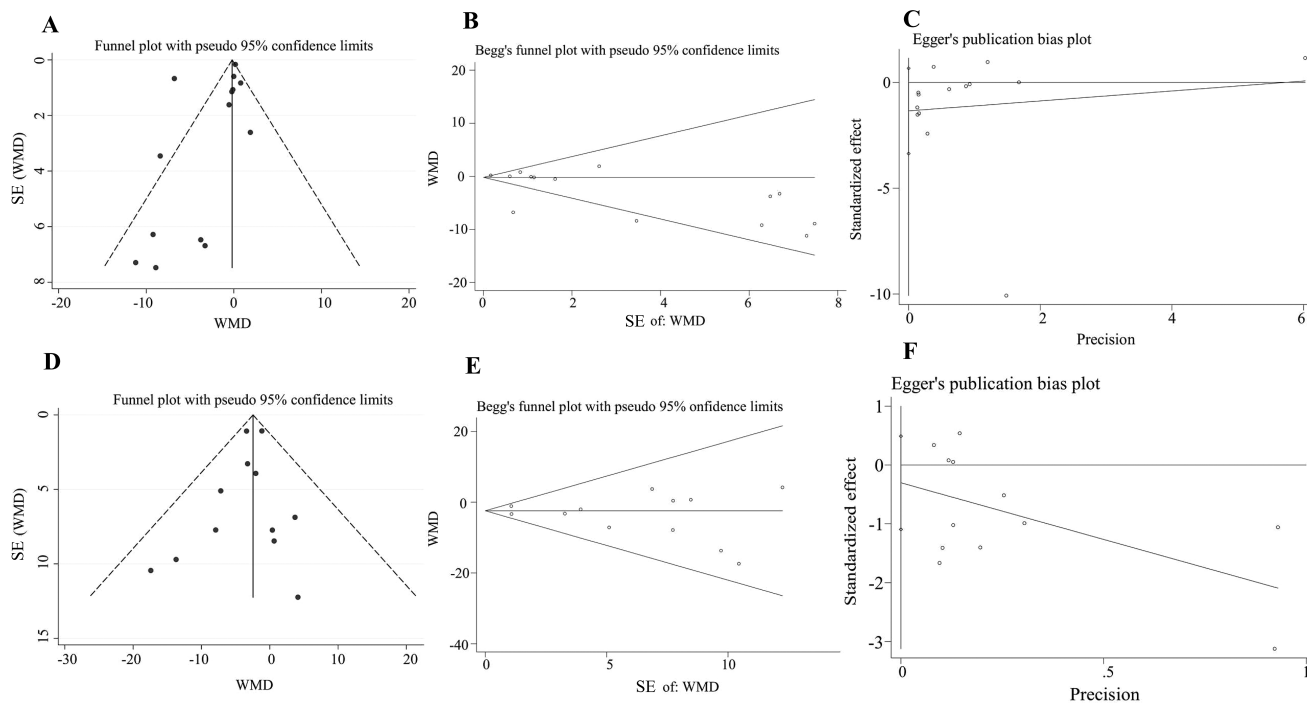 A
Funnel plot with pseudo 95% confidence limits
0
2
4
6
8
SE (WMD)
-20
-10
0
10
20
WMD
B
Begg's funnel plot with pseudo 95% confidence limits
20
10
0
-10
-20
WMD
0
2
4
6
8
SE of: WMD
C
Egger's publication bias plot
0
-5
-10
Standardized effect
0
2
4
6
Precision
D
Funnel plot with pseudo 95% confidence limits
0
5
10
15
SE (WMD)
-30
-20
-10
0
10
20
WMD
E
Begg's funnel plot with pseudo 95% onfidence limits
20
0
-20
-40
WMD
0
5
10
SE of: WMD
F
Egger's publication bias plot
1
0
-1
-2
-3
Standardized effect
0
.5
1
Precision